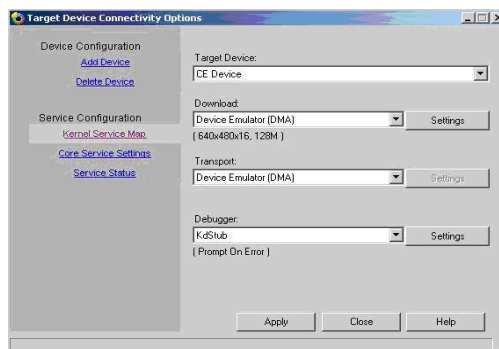 Target Device Connectivity Options
Device Configuration
Add Device
Delete Device
Service Configuration
Kernel Service Map
Core Service Settings
Service Status
Target Device:
CE Device
Download:
Device Emulator (DMA)
Settings
( 640x480x16, 128M )
Transport:
Device Emulator (DMA)
Settings
Debugger:
KdStub
Settings
( Prompt On Error )
Apply
Close
Help